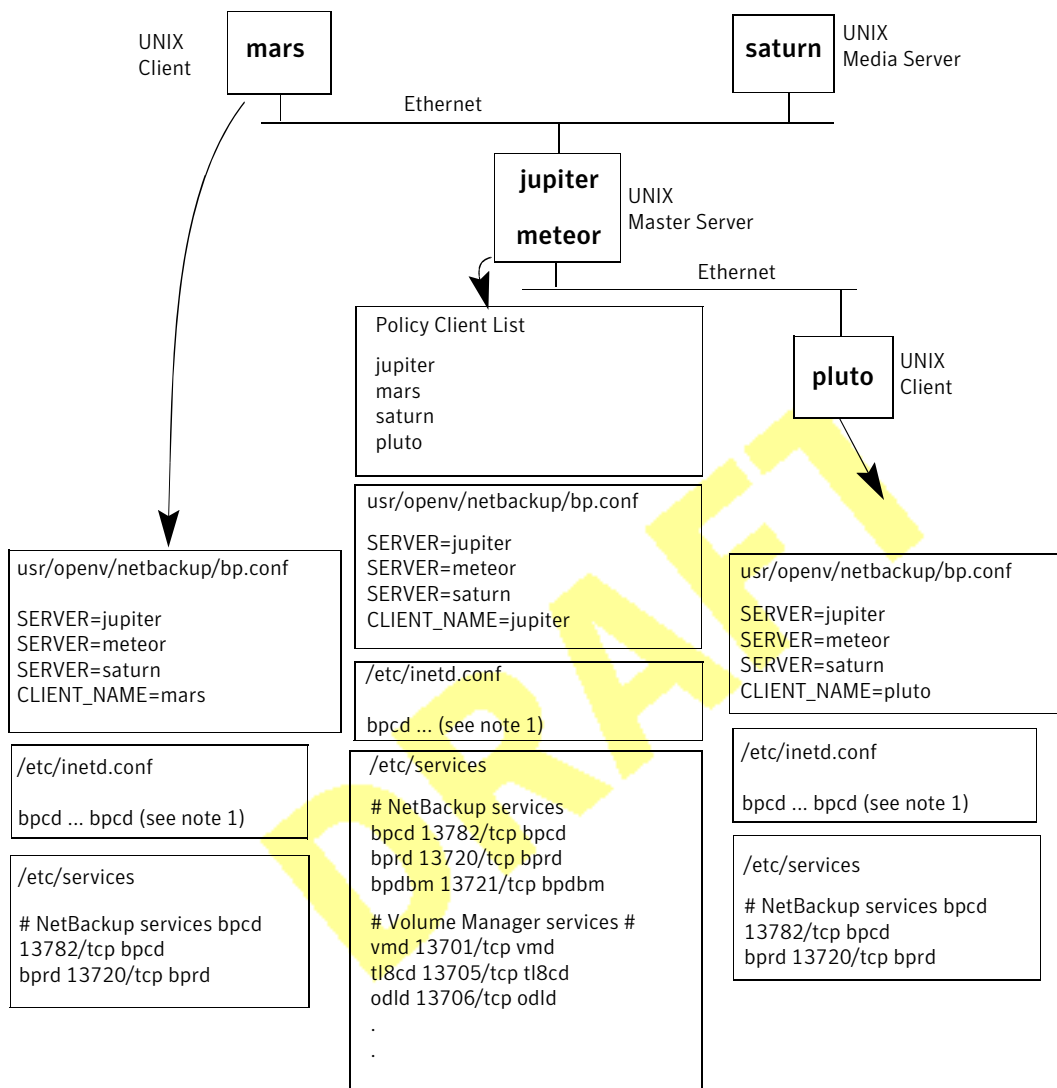 UNIX
Client
mars
saturn
UNIX
Media Server
Ethernet
jupiter
meteor
UNIX
Master Server
Ethernet
pluto
UNIX
Client
Policy Client List
jupiter
mars
saturn
pluto
usr/openv/netbackup/bp.conf
SERVER=jupiter
SERVER=meteor
SERVER=saturn
CLIENT_NAME=mars
/etc/inetd.conf
bpcd ... bpcd (see note 1)
/etc/services
# NetBackup services bpcd
13782/tcp bpcd
bprd 13720/tcp bprd
usr/openv/netbackup/bp.conf
SERVER=jupiter
SERVER=meteor
SERVER=saturn
CLIENT_NAME=jupiter
/etc/inetd.conf
bpcd ... (see note 1)
/etc/services
# NetBackup services
bpcd 13782/tcp bpcd
bprd 13720/tcp bprd
bpdbm 13721/tcp bpdbm
# Volume Manager services #
vmd 13701/tcp vmd
tl8cd 13705/tcp tl8cd
odld 13706/tcp odld
.
.
usr/openv/netbackup/bp.conf
SERVER=jupiter
SERVER=meteor
SERVER=saturn
CLIENT_NAME=pluto
/etc/inetd.conf
bpcd ... bpcd (see note 1)
/etc/services
# NetBackup services bpcd
13782/tcp bpcd
bprd 13720/tcp bprd
DRAFT